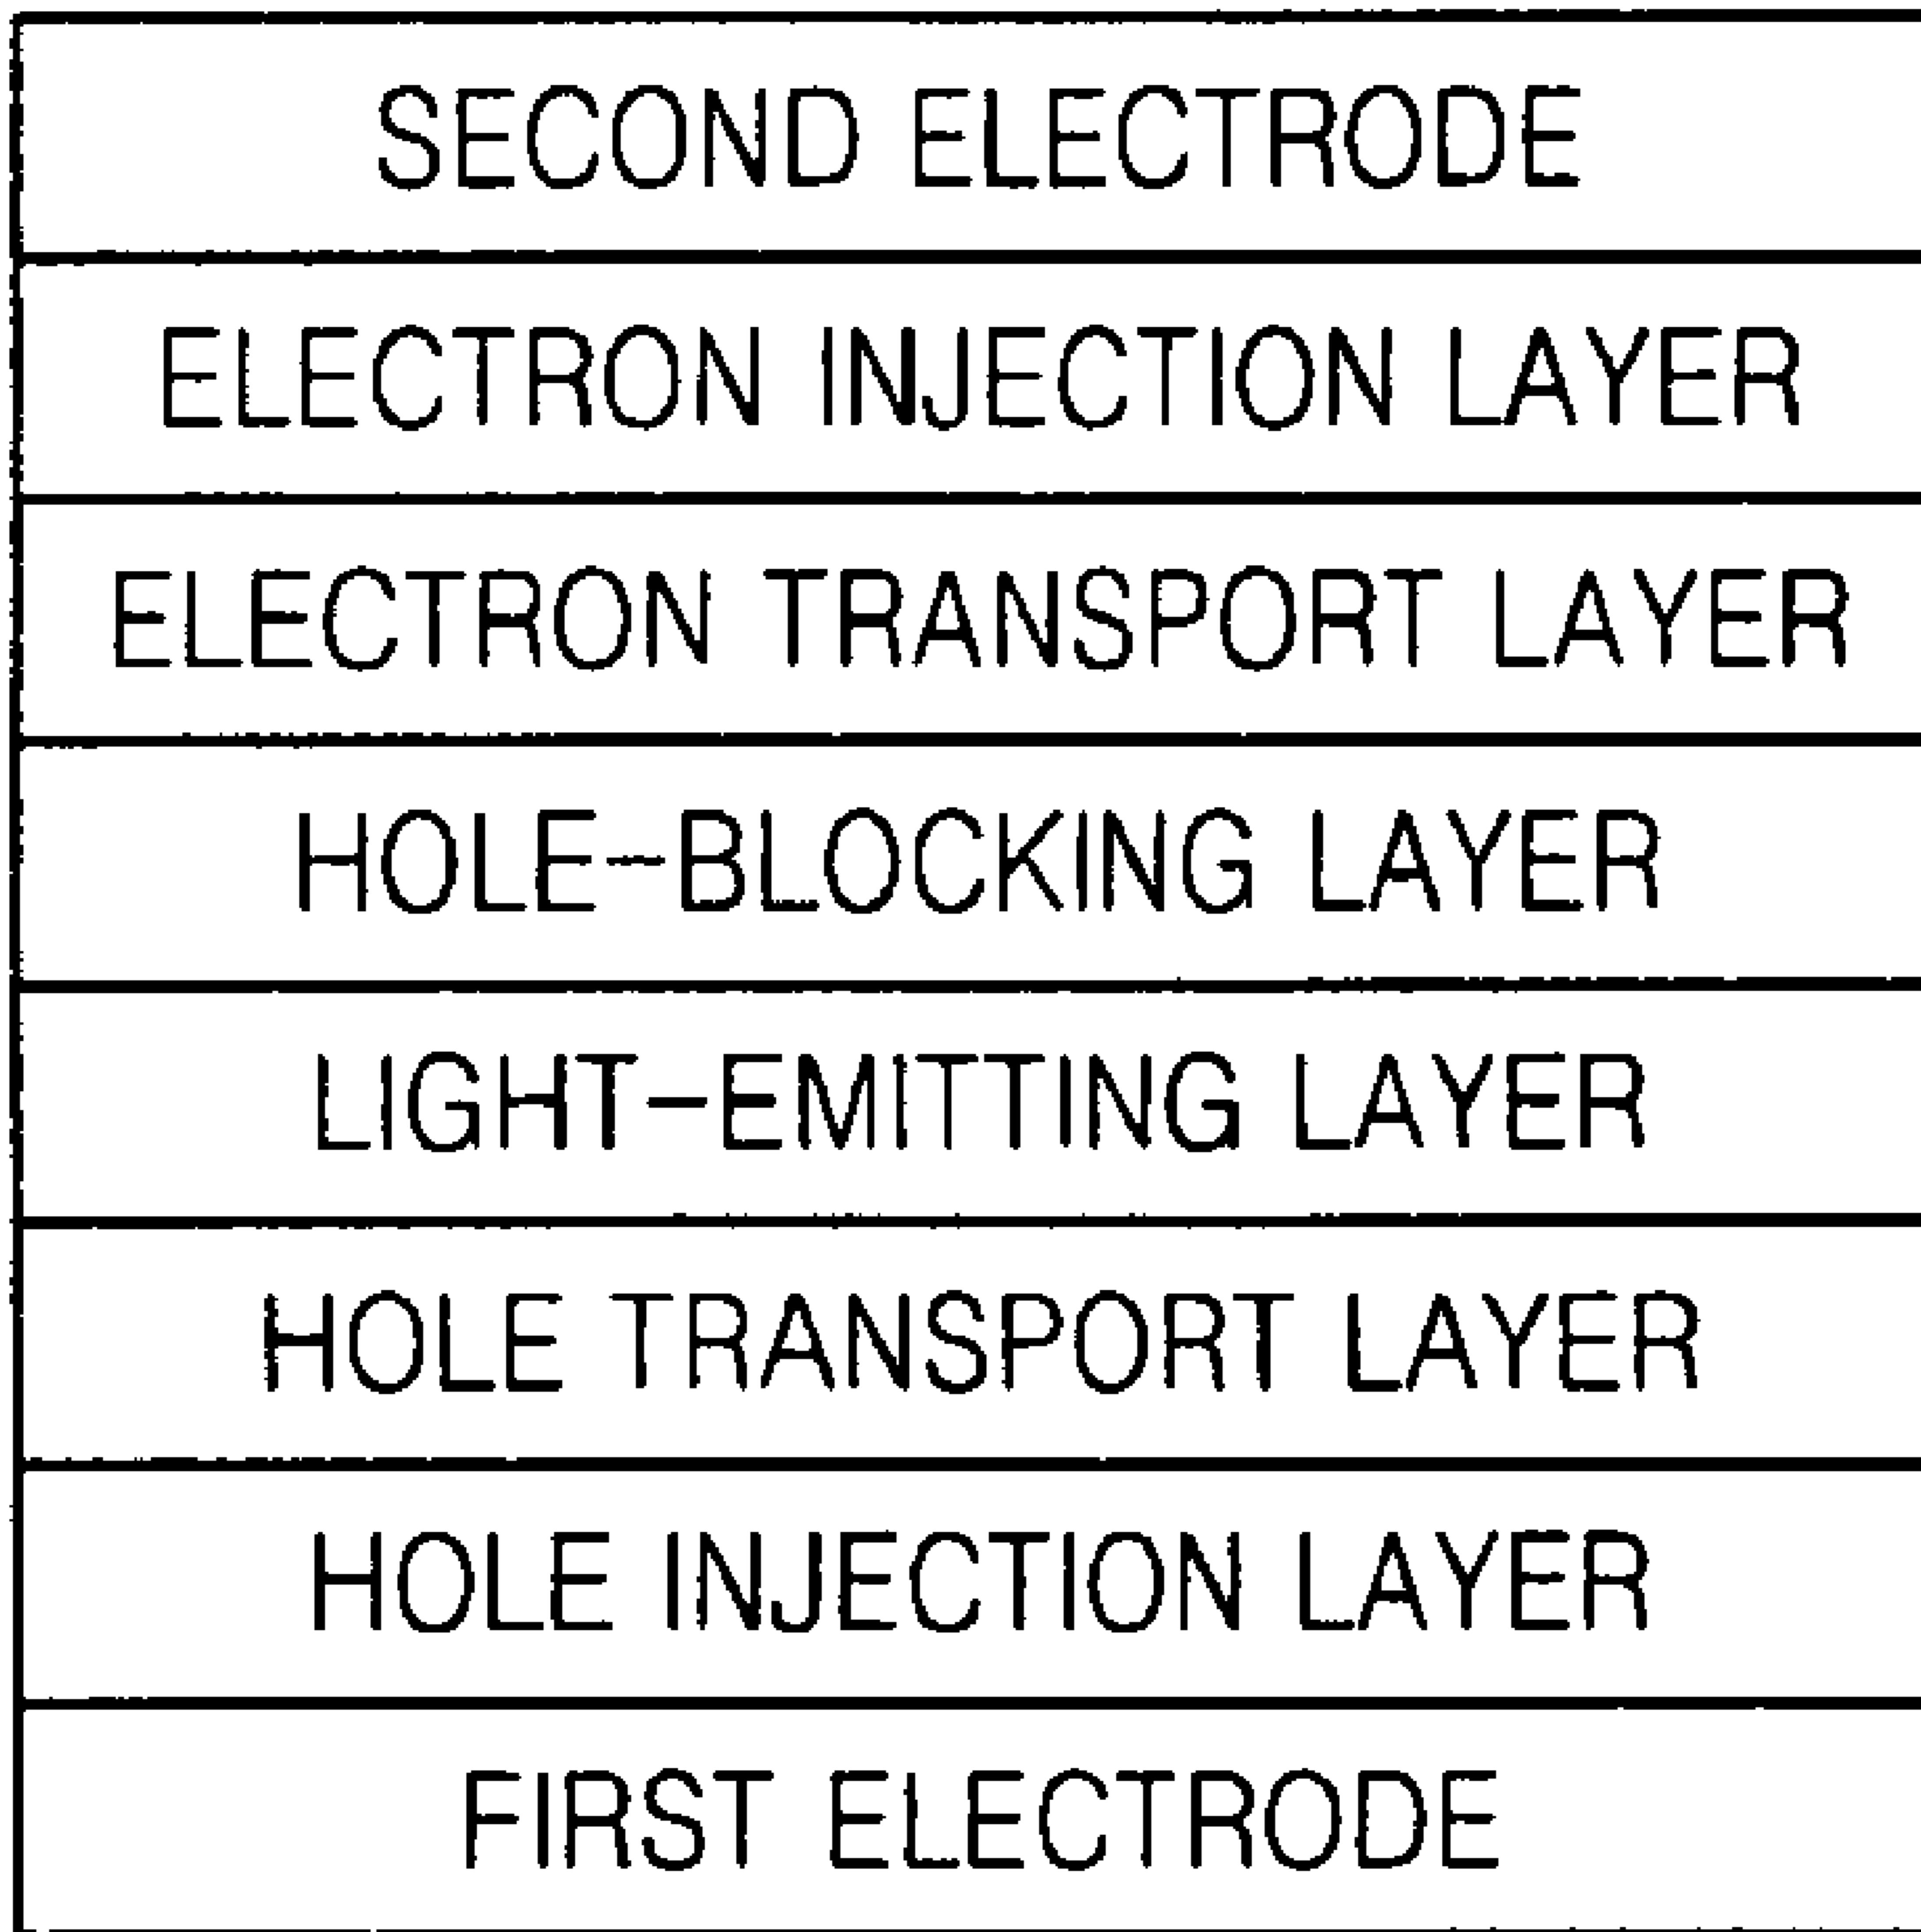 SECOND ELECTRODE
ELECTRON INJECTION LAYER
ELECTRON TRANSPORT LAYER
HOLE-BLOCKING LAYER
LIGHT-EMITTING LAYER
HOLE TRANSPORT LAYER
HOLE INJECTION LAYER
FIRST ELECTRODE